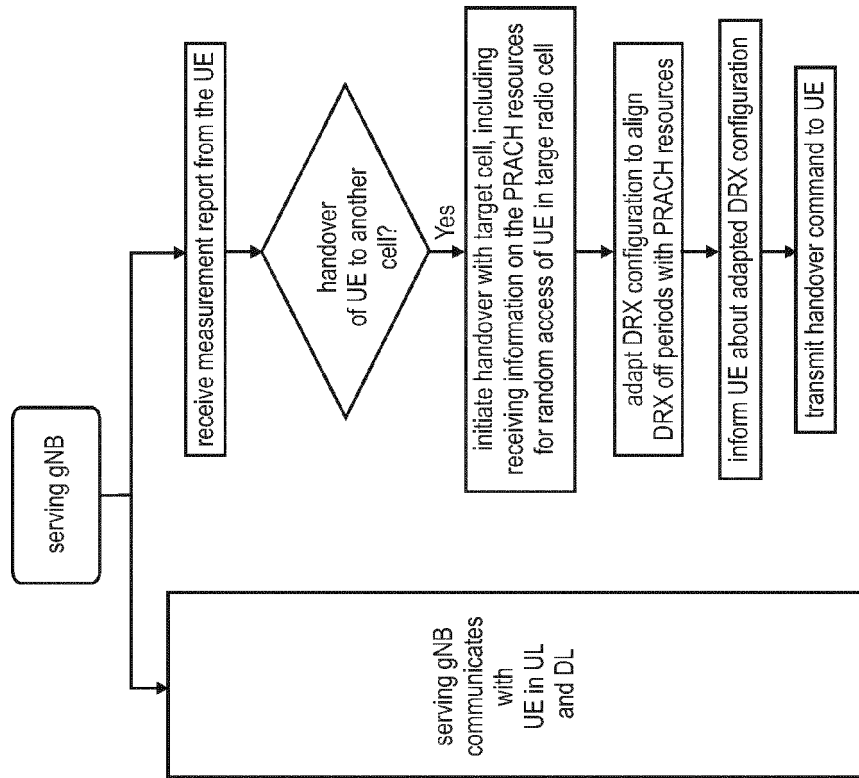 serving gNB
serving gNB
communicates
with
UE in UL
and DL
receive measurement report from the UE
handover
of UE to another
cell?
Yes
initiate handover with target cell, including
receiving information on the PRACH resources
for random access of UE in targe radio cell
adapt DRX configuration to align
DRX off periods with PRACH resources
inform UE about adapted DRX configuration
transmit handover command to UE